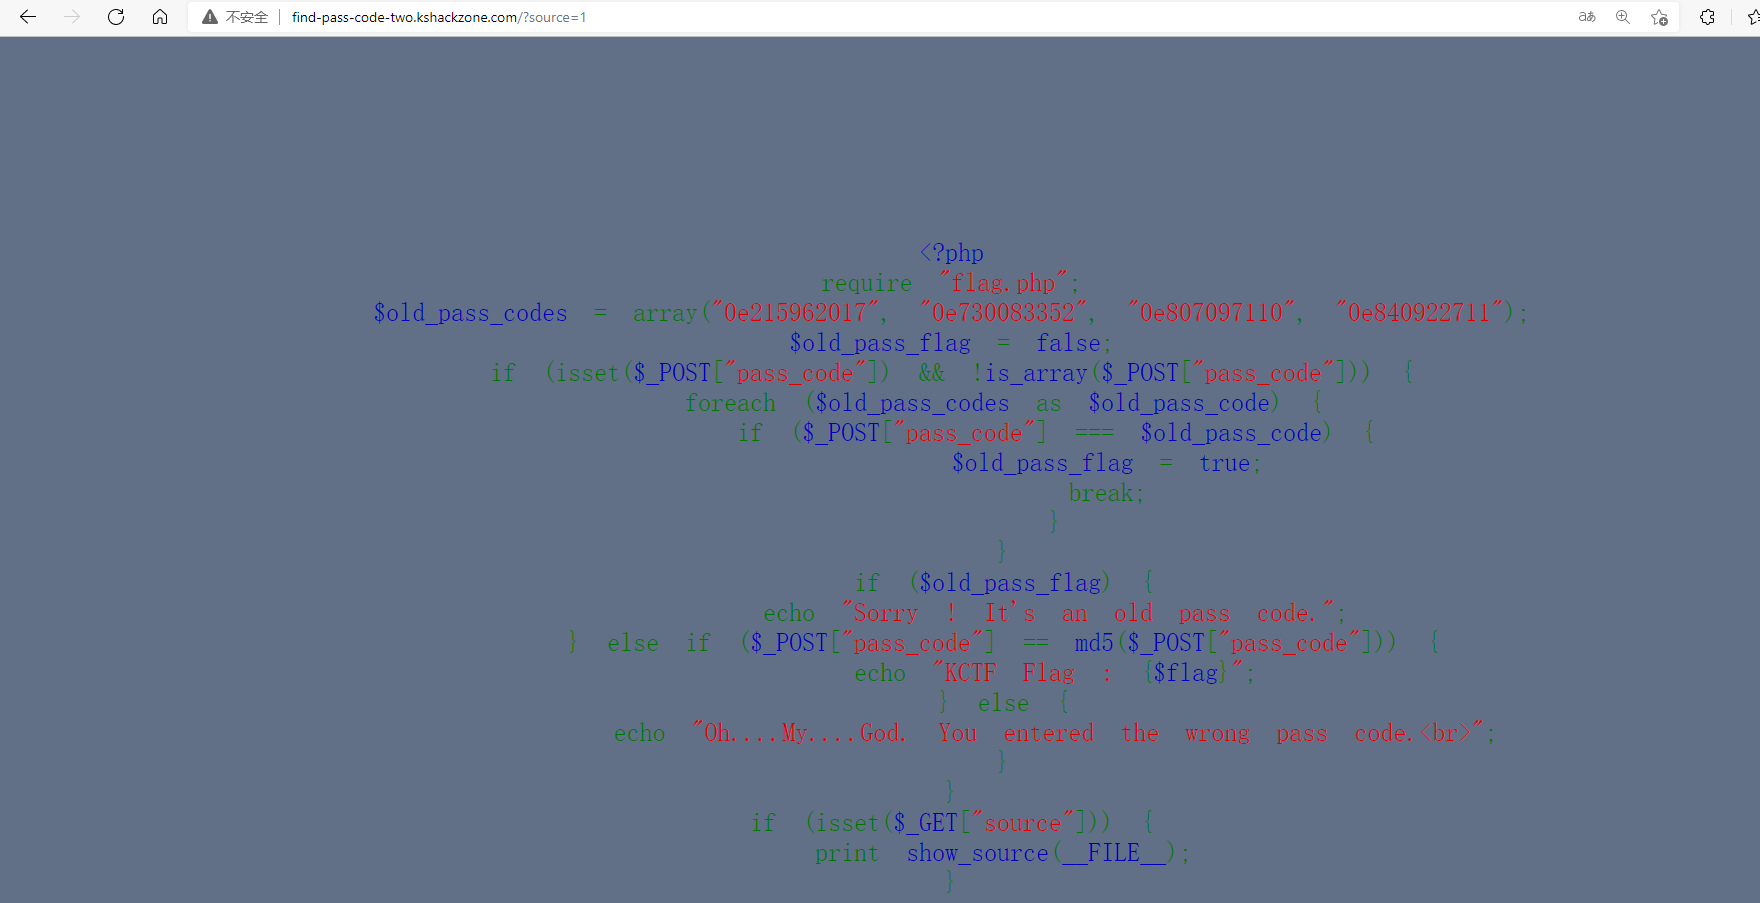 不安全 find-pass-code-two.kshackzone.com/?source=1 aあ
<?php
require "flag.php";
$old_pass_codes = array("0e215962017", "0e730083352", "0e807097110", "0e840922711");
$old_pass_flag = false;
if (isset($_POST["pass_code"]) && !is_array($_POST["pass_code"])) {
foreach ($old_pass_codes as $old_pass_code) {
if ($_POST["pass_code"] === $old_pass_code) {
$old_pass_flag = true;
break;
}
}
if ($old_pass_flag) {
echo "Sorry ! It's an old pass code.";
} else if ($_POST["pass_code"] == md5($_POST["pass_code"])) {
echo "KCTF Flag : {$flag}";
} else {
echo "Oh....My....God. You entered the wrong pass code.<br>";
}
}
if (isset($_GET["source"])) {
print show_source(__FILE__);
}